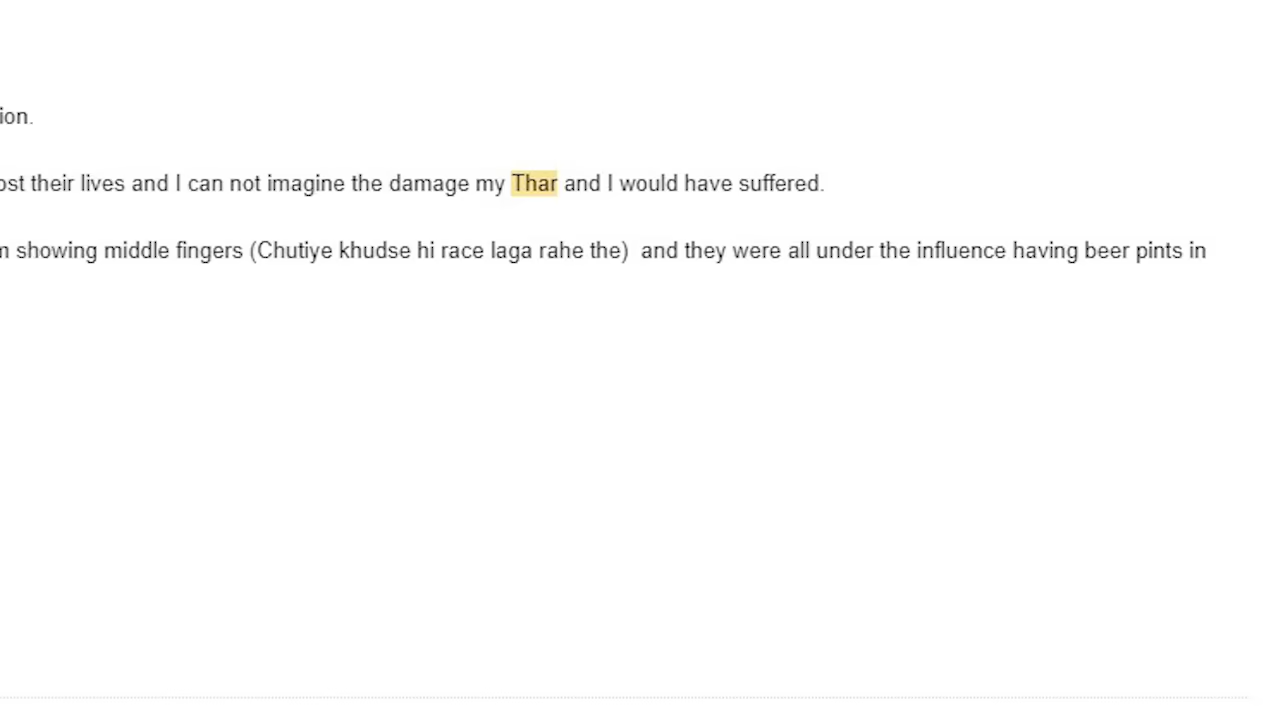 ion.
ost their lives and I can not imagine the damage my Thar and I would have suffered.
n showing middle fingers (Chutiye khudse hi race laga rahe the)  and they were all under the influence having beer pints in